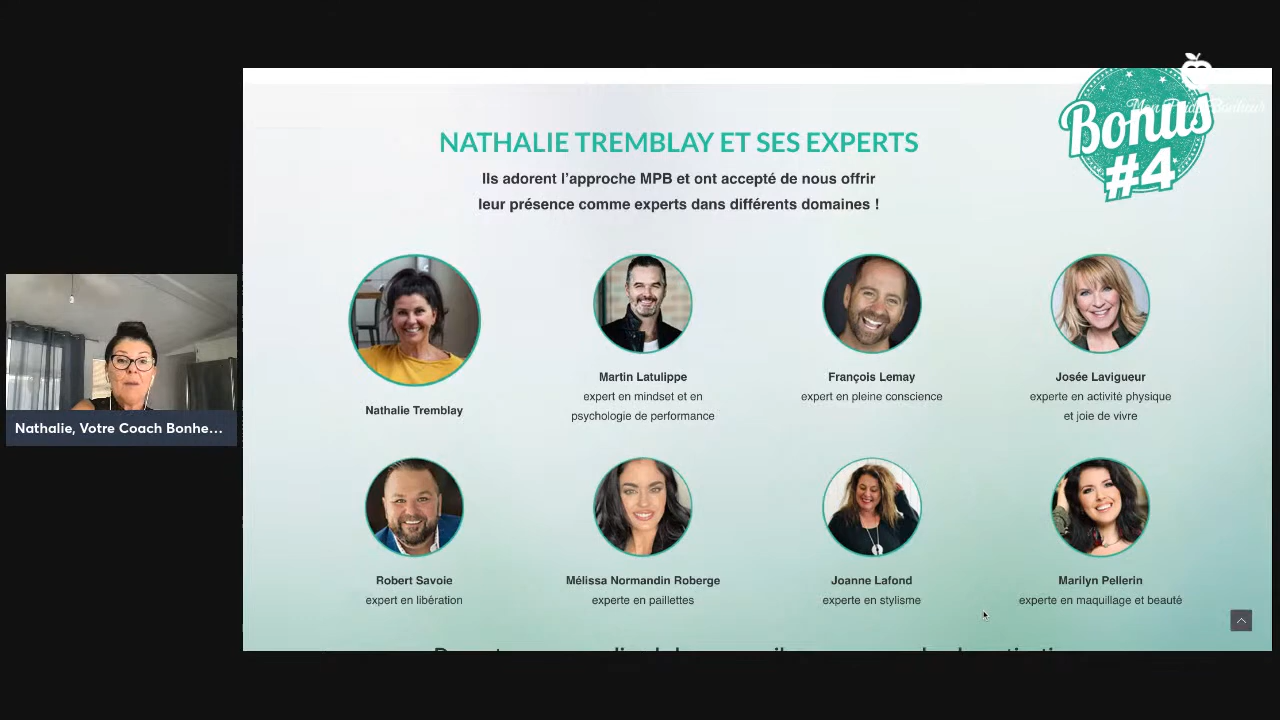 Mon Poids Bonheur
Bonus
#4
NATHALIE TREMBLAY ET SES EXPERTS
Ils adorent l'approche MPB et ont accepté de nous offrir
leur présence comme experts dans différents domaines !
Nathalie Tremblay
Martin Latulippe
expert en mindset et en
psychologie de performance
François Lemay
expert en pleine conscience
Josée Lavigueur
experte en activité physique
et joie de vivre
Nathalie, Votre Coach Bonhe...
Robert Savoie
expert en libération
Mélissa Normandin Roberge
experte en paillettes
Joanne Lafond
experte en stylisme
Marilyn Pellerin
experte en maquillage et beauté